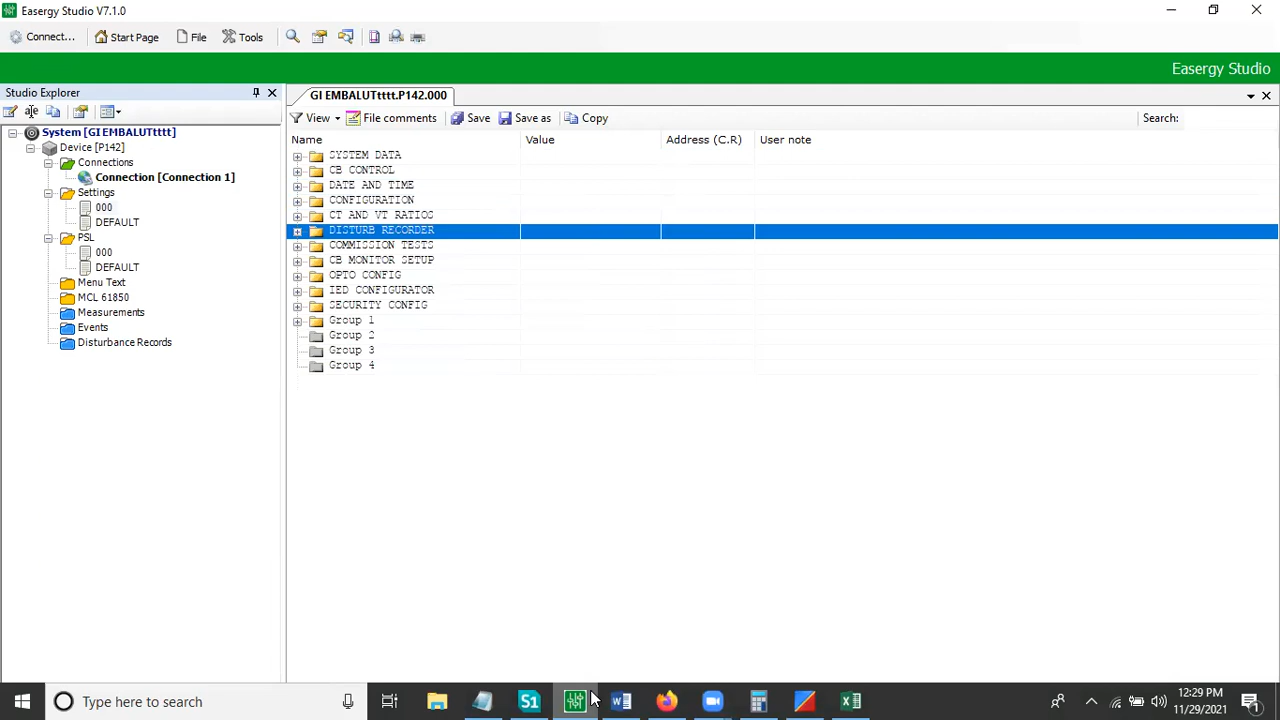 Easergy Studio V7.1.0
Connect... Start Page File Tools
Easergy Studio
Studio Explorer
GI EMBALUTtttt.P142.000
View File comments Save Save as Copy Search:
Name Value Address (C.R) User note
System [GI EMBALUTtttt]
Device [P142]
Connections
Connection [Connection 1]
Settings
000
DEFAULT
PSL
000
DEFAULT
Menu Text
MCL 61850
Measurements
Events
Disturbance Records
SYSTEM DATA
CB CONTROL
DATE AND TIME
CONFIGURATION
CT AND VT RATIOS
DISTURB RECORDER
COMMISSION TESTS
CB MONITOR SETUP
OPTO CONFIG
IED CONFIGURATOR
SECURITY CONFIG
Group 1
Group 2
Group 3
Group 4
Type here to search
S1
12:29 PM
11/29/2021
1